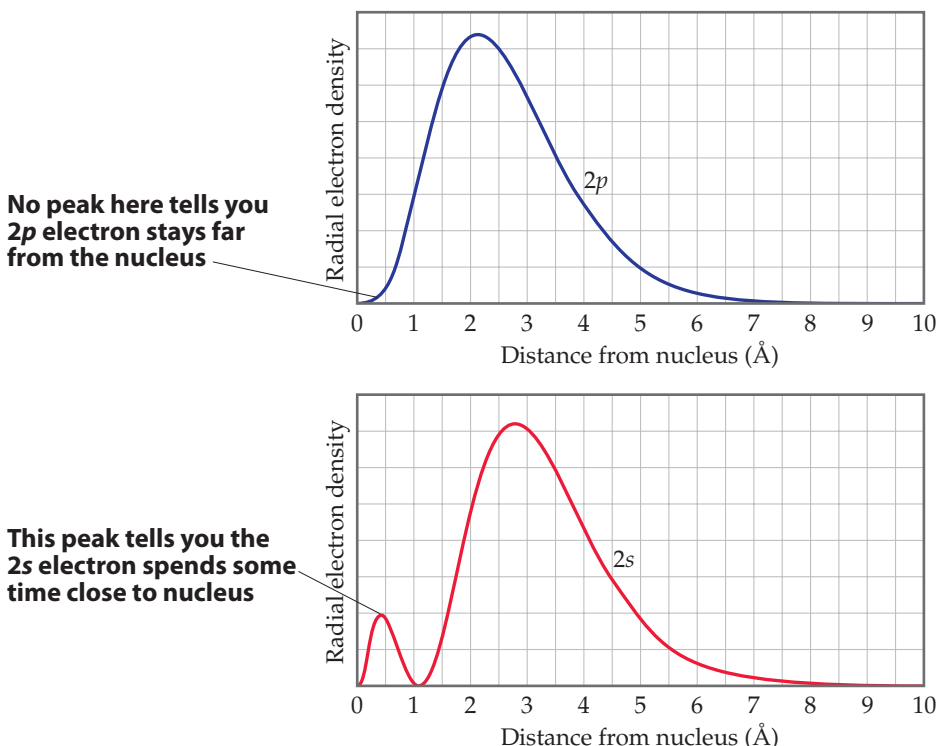 Radial electron density
2p
No peak here tells you
2p electron stays far
from the nucleus
0 1 2 3 4 5 6 7 8 9 10
Distance from nucleus (Å)
Radial electron density
2s
This peak tells you the
2s electron spends some
time close to nucleus
0 1 2 3 4 5 6 7 8 9 10
Distance from nucleus (Å)